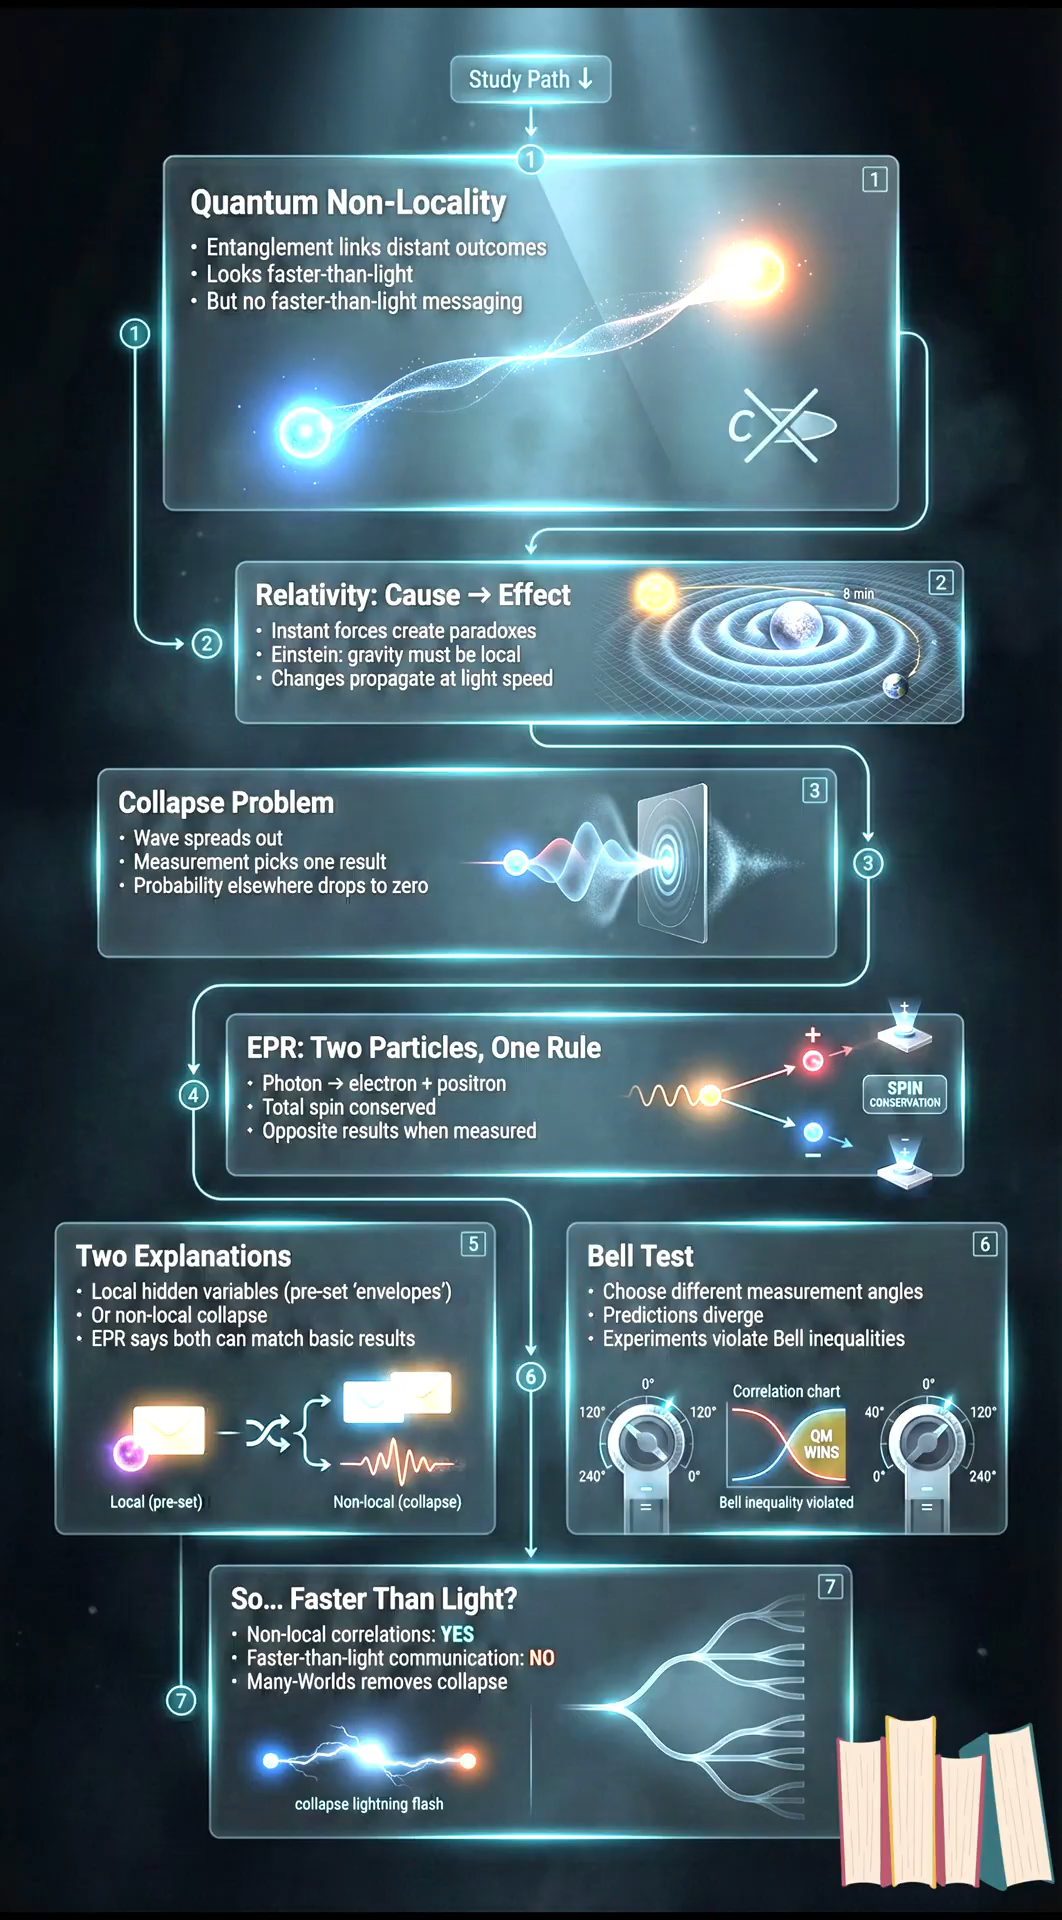 Study Path ↓
1
1
Quantum Non-Locality
• Entanglement links distant outcomes
• Looks faster-than-light
• But no faster-than-light messaging
C
1
2
Relativity: Cause → Effect
• Instant forces create paradoxes
• Einstein: gravity must be local
• Changes propagate at light speed
8 min
2
Collapse Problem
• Wave spreads out
• Measurement picks one result
• Probability elsewhere drops to zero
3
3
4
EPR: Two Particles, One Rule
• Photon → electron + positron
• Total spin conserved
• Opposite results when measured
+
−
+
SPIN
CONSERVATION
−
+
Two Explanations
5
• Local hidden variables (pre-set ‘envelopes’)
• Or non-local collapse
• EPR says both can match basic results
Local (pre-set)
Non-local (collapse)
6
Bell Test
6
• Choose different measurement angles
• Predictions diverge
• Experiments violate Bell inequalities
0°
120°
120°
240°
0°
−
=
Correlation chart
QM
WINS
Bell inequality violated
0°
40°
120°
0°
240°
−
=
7
So... Faster Than Light?
7
• Non-local correlations: YES
• Faster-than-light communication: NO
• Many-Worlds removes collapse
collapse lightning flash